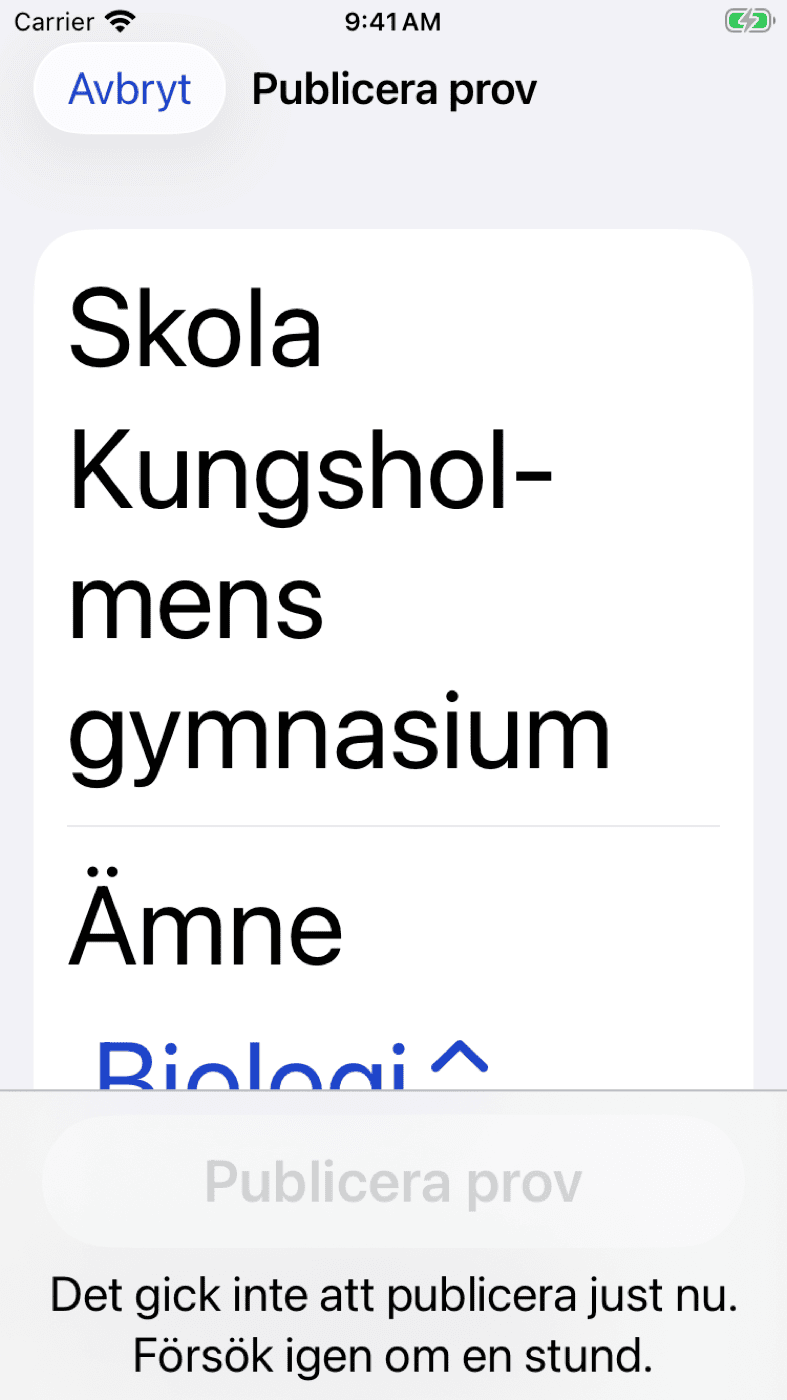 Carrier 9:41 AM
Avbryt Publicera prov
Skola
Kungshol-
mens
gymnasium
Ämne
Biologi
Publicera prov
Det gick inte att publicera just nu.
Försök igen om en stund.